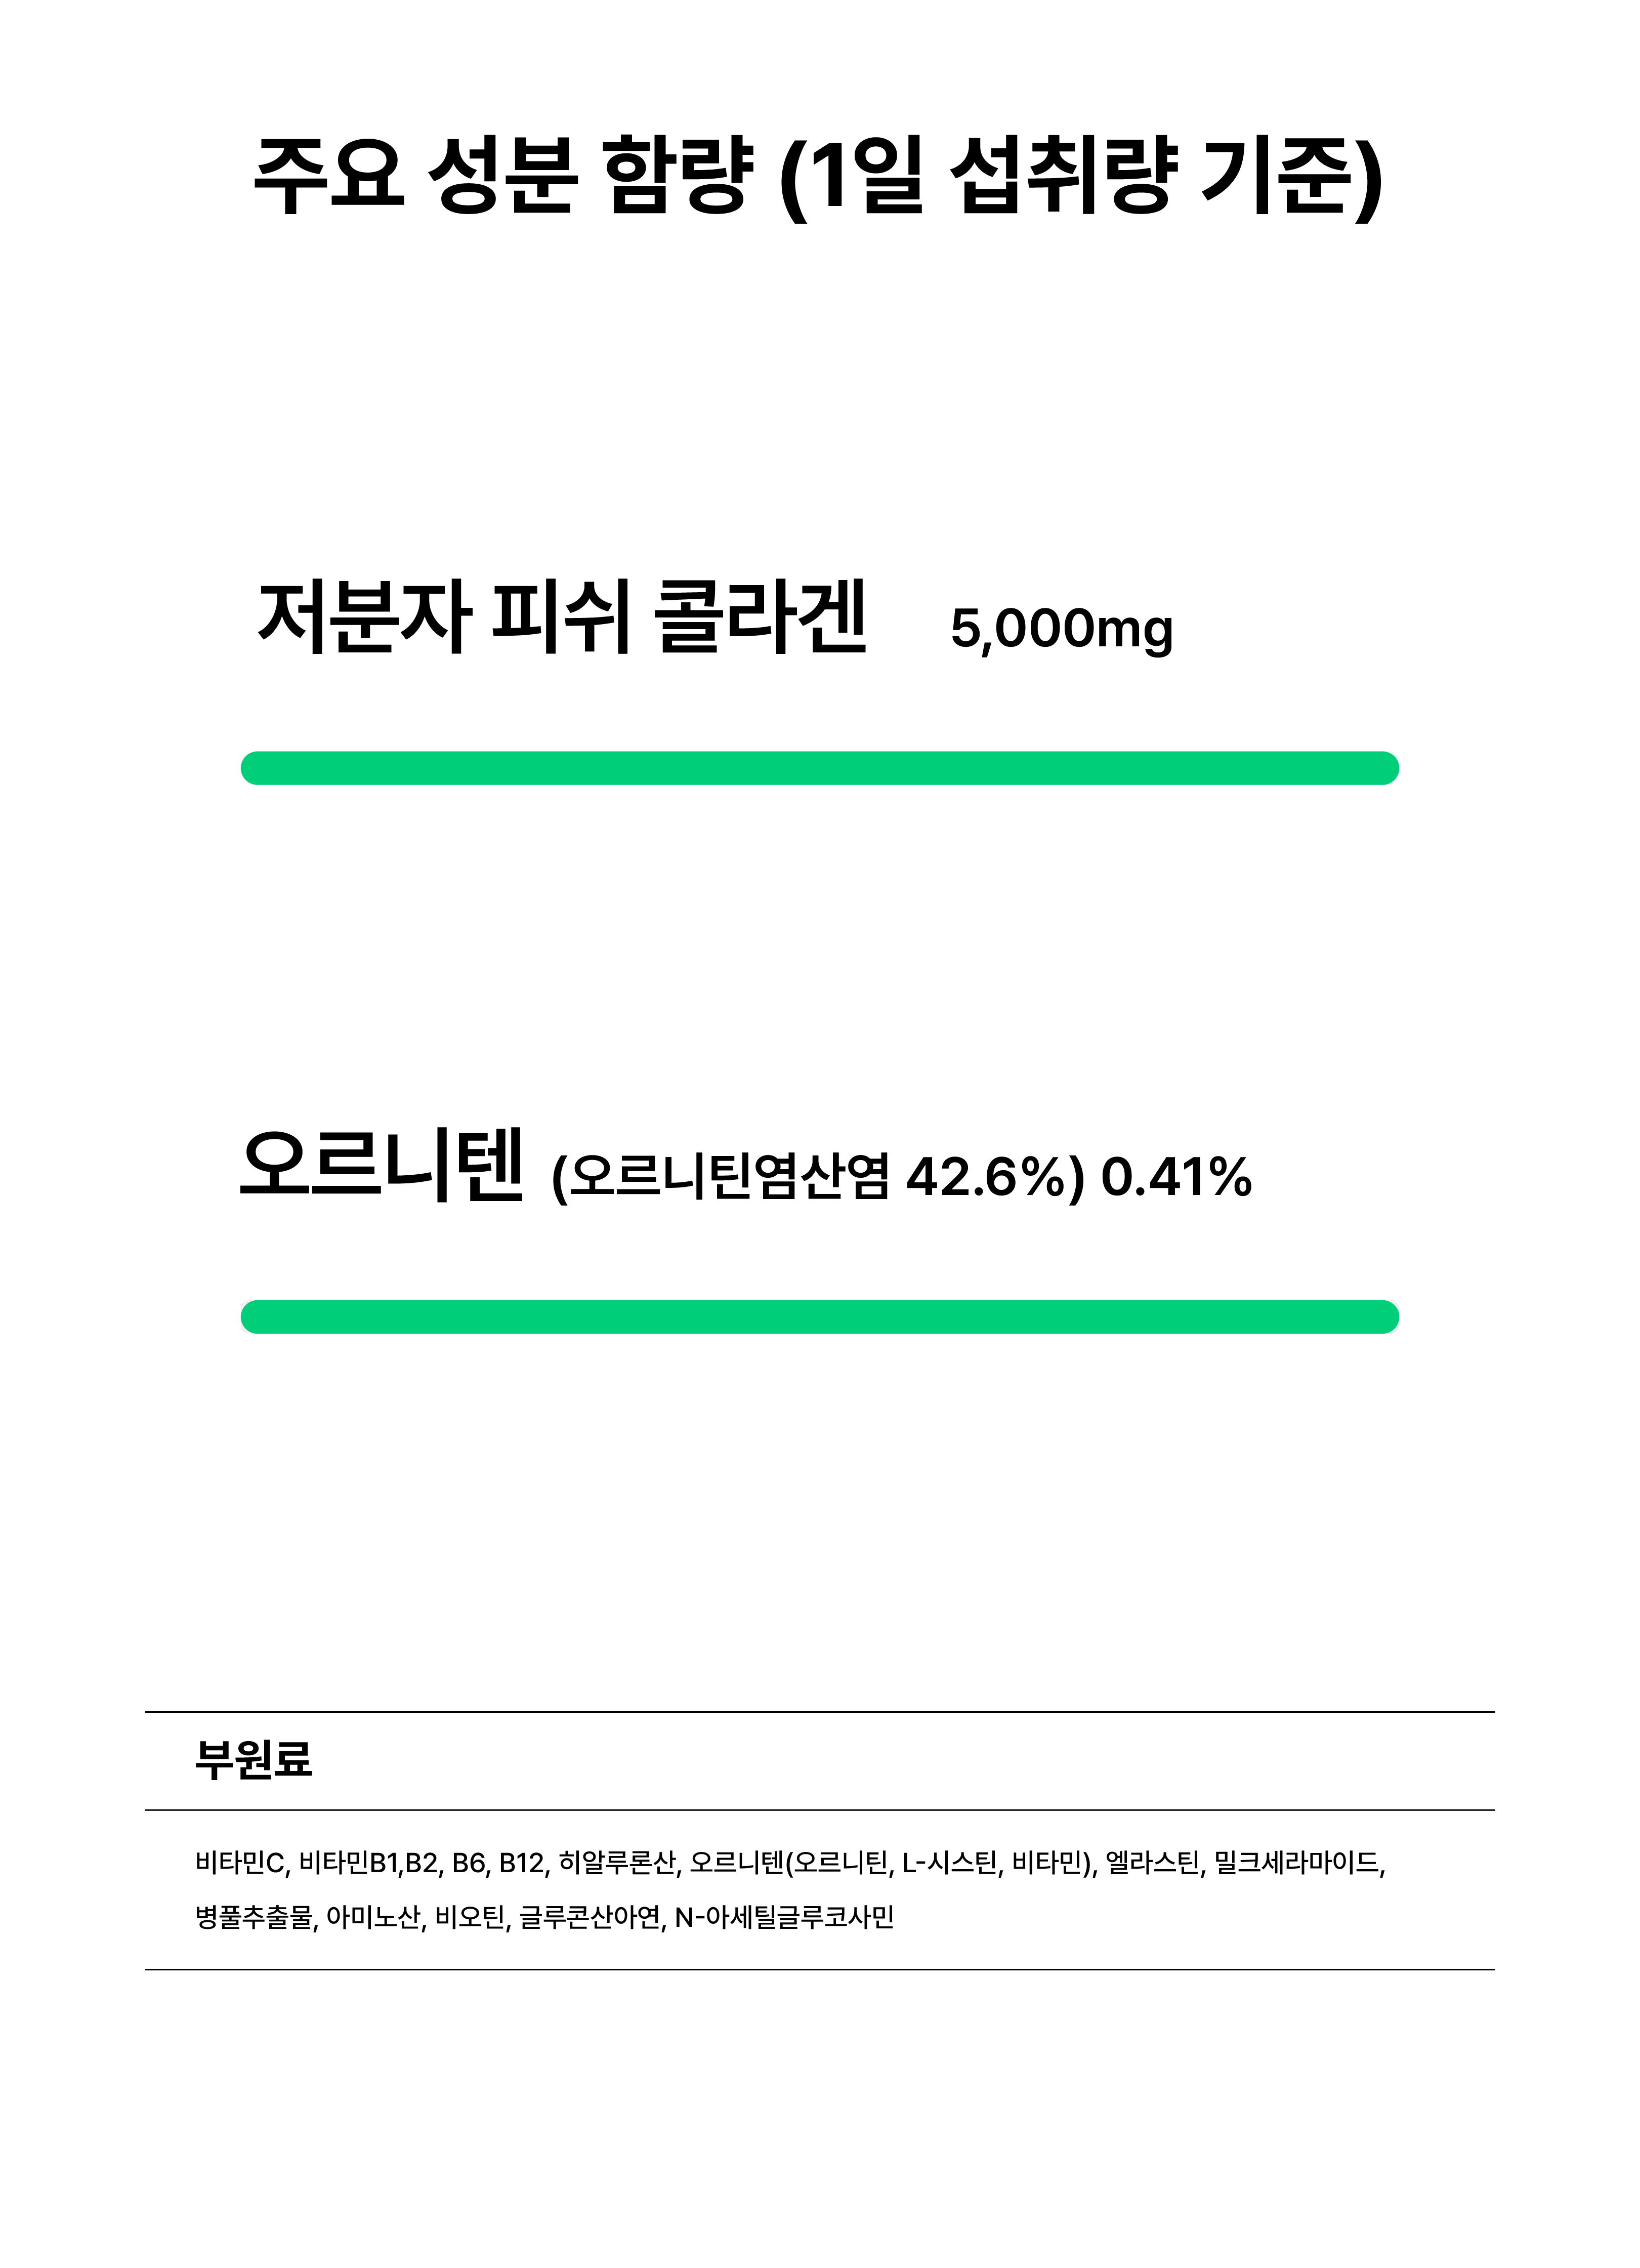 주요 성분 함량 (1일 섭취량 기준)
저분자 피쉬 콜라겐 5,000mg
오르니텐 (오르니틴염산염 42.6%) 0.41%
부원료
비타민C, 비타민B1,B2, B6, B12, 히알루론산, 오르니텐(오르니틴, L-시스틴, 비타민), 엘라스틴, 밀크세라마이드,
병풀추출물, 아미노산, 비오틴, 글루콘산아연, N-아세틸글루코사민